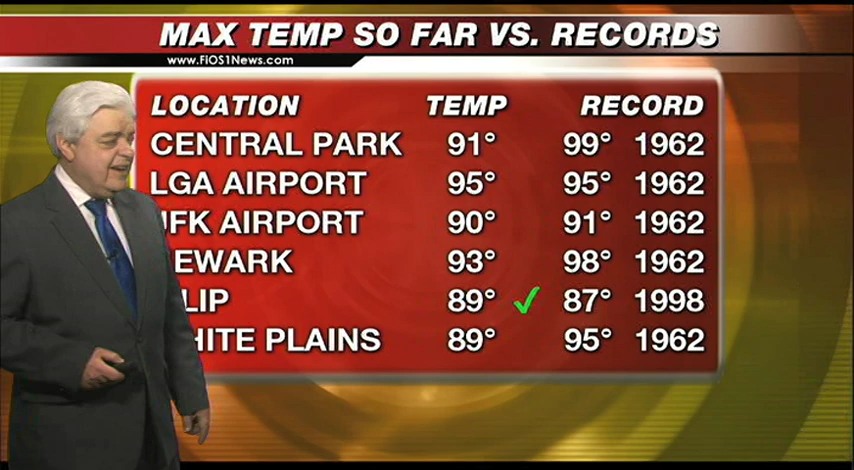 MAX TEMP SO FAR VS. RECORDS
www.FiOS1News.com
LOCATION TEMP RECORD
CENTRAL PARK 91° 99° 1962
LGA AIRPORT 95° 95° 1962
JFK AIRPORT 90° 91° 1962
EWARK 93° 98° 1962
LIP 89° ✓ 87° 1998
HITE PLAINS 89° 95° 1962